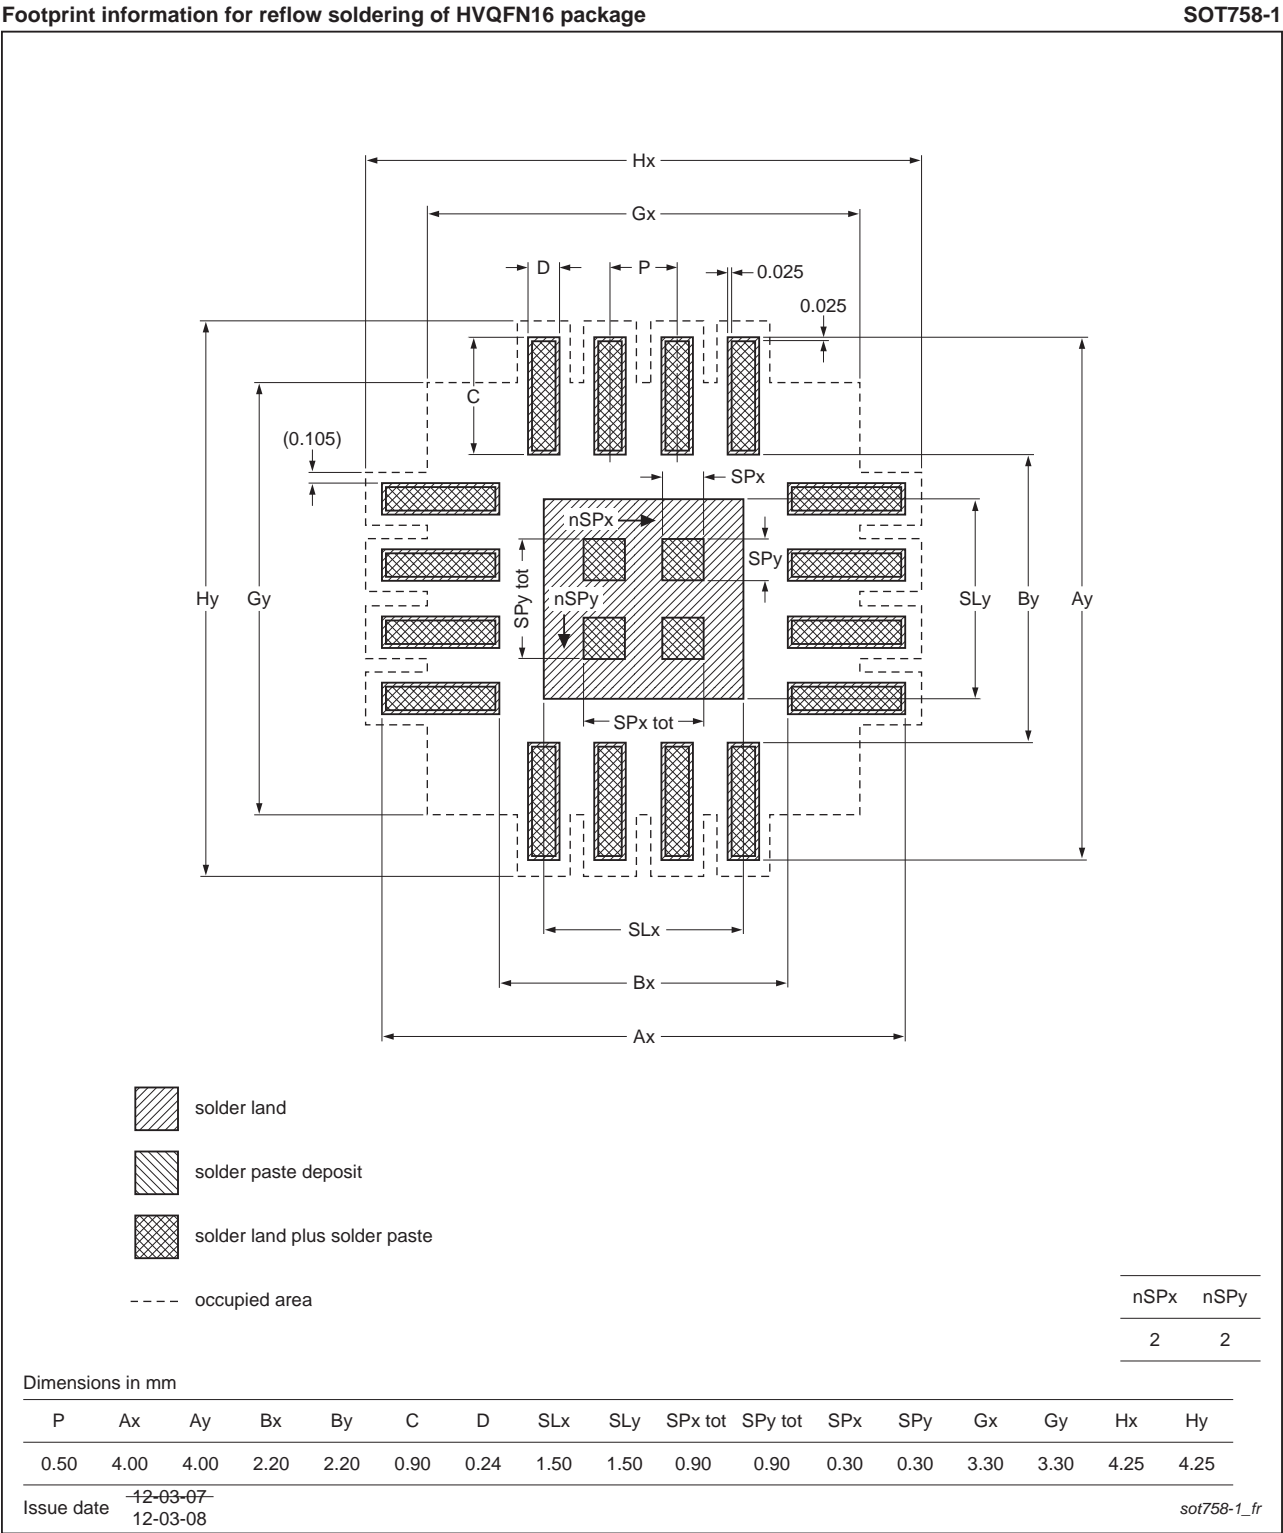 Footprint information for reflow soldering of HVQFN16 package SOT758-1
Hx
Gx
D P 0.025
0.025
C
(0.105)
SPx
nSPx
SPy
SPy tot
nSPy
Hy Gy SLy By Ay
SPx tot
SLx
Bx
Ax
solder land
solder paste deposit
solder land plus solder paste
occupied area
nSPx nSPy
2 2
Dimensions in mm
P Ax Ay Bx By C D SLx SLy SPx tot SPy tot SPx SPy Gx Gy Hx Hy
0.50 4.00 4.00 2.20 2.20 0.90 0.24 1.50 1.50 0.90 0.90 0.30 0.30 3.30 3.30 4.25 4.25
Issue date 12-03-07
12-03-08
sot758-1_fr